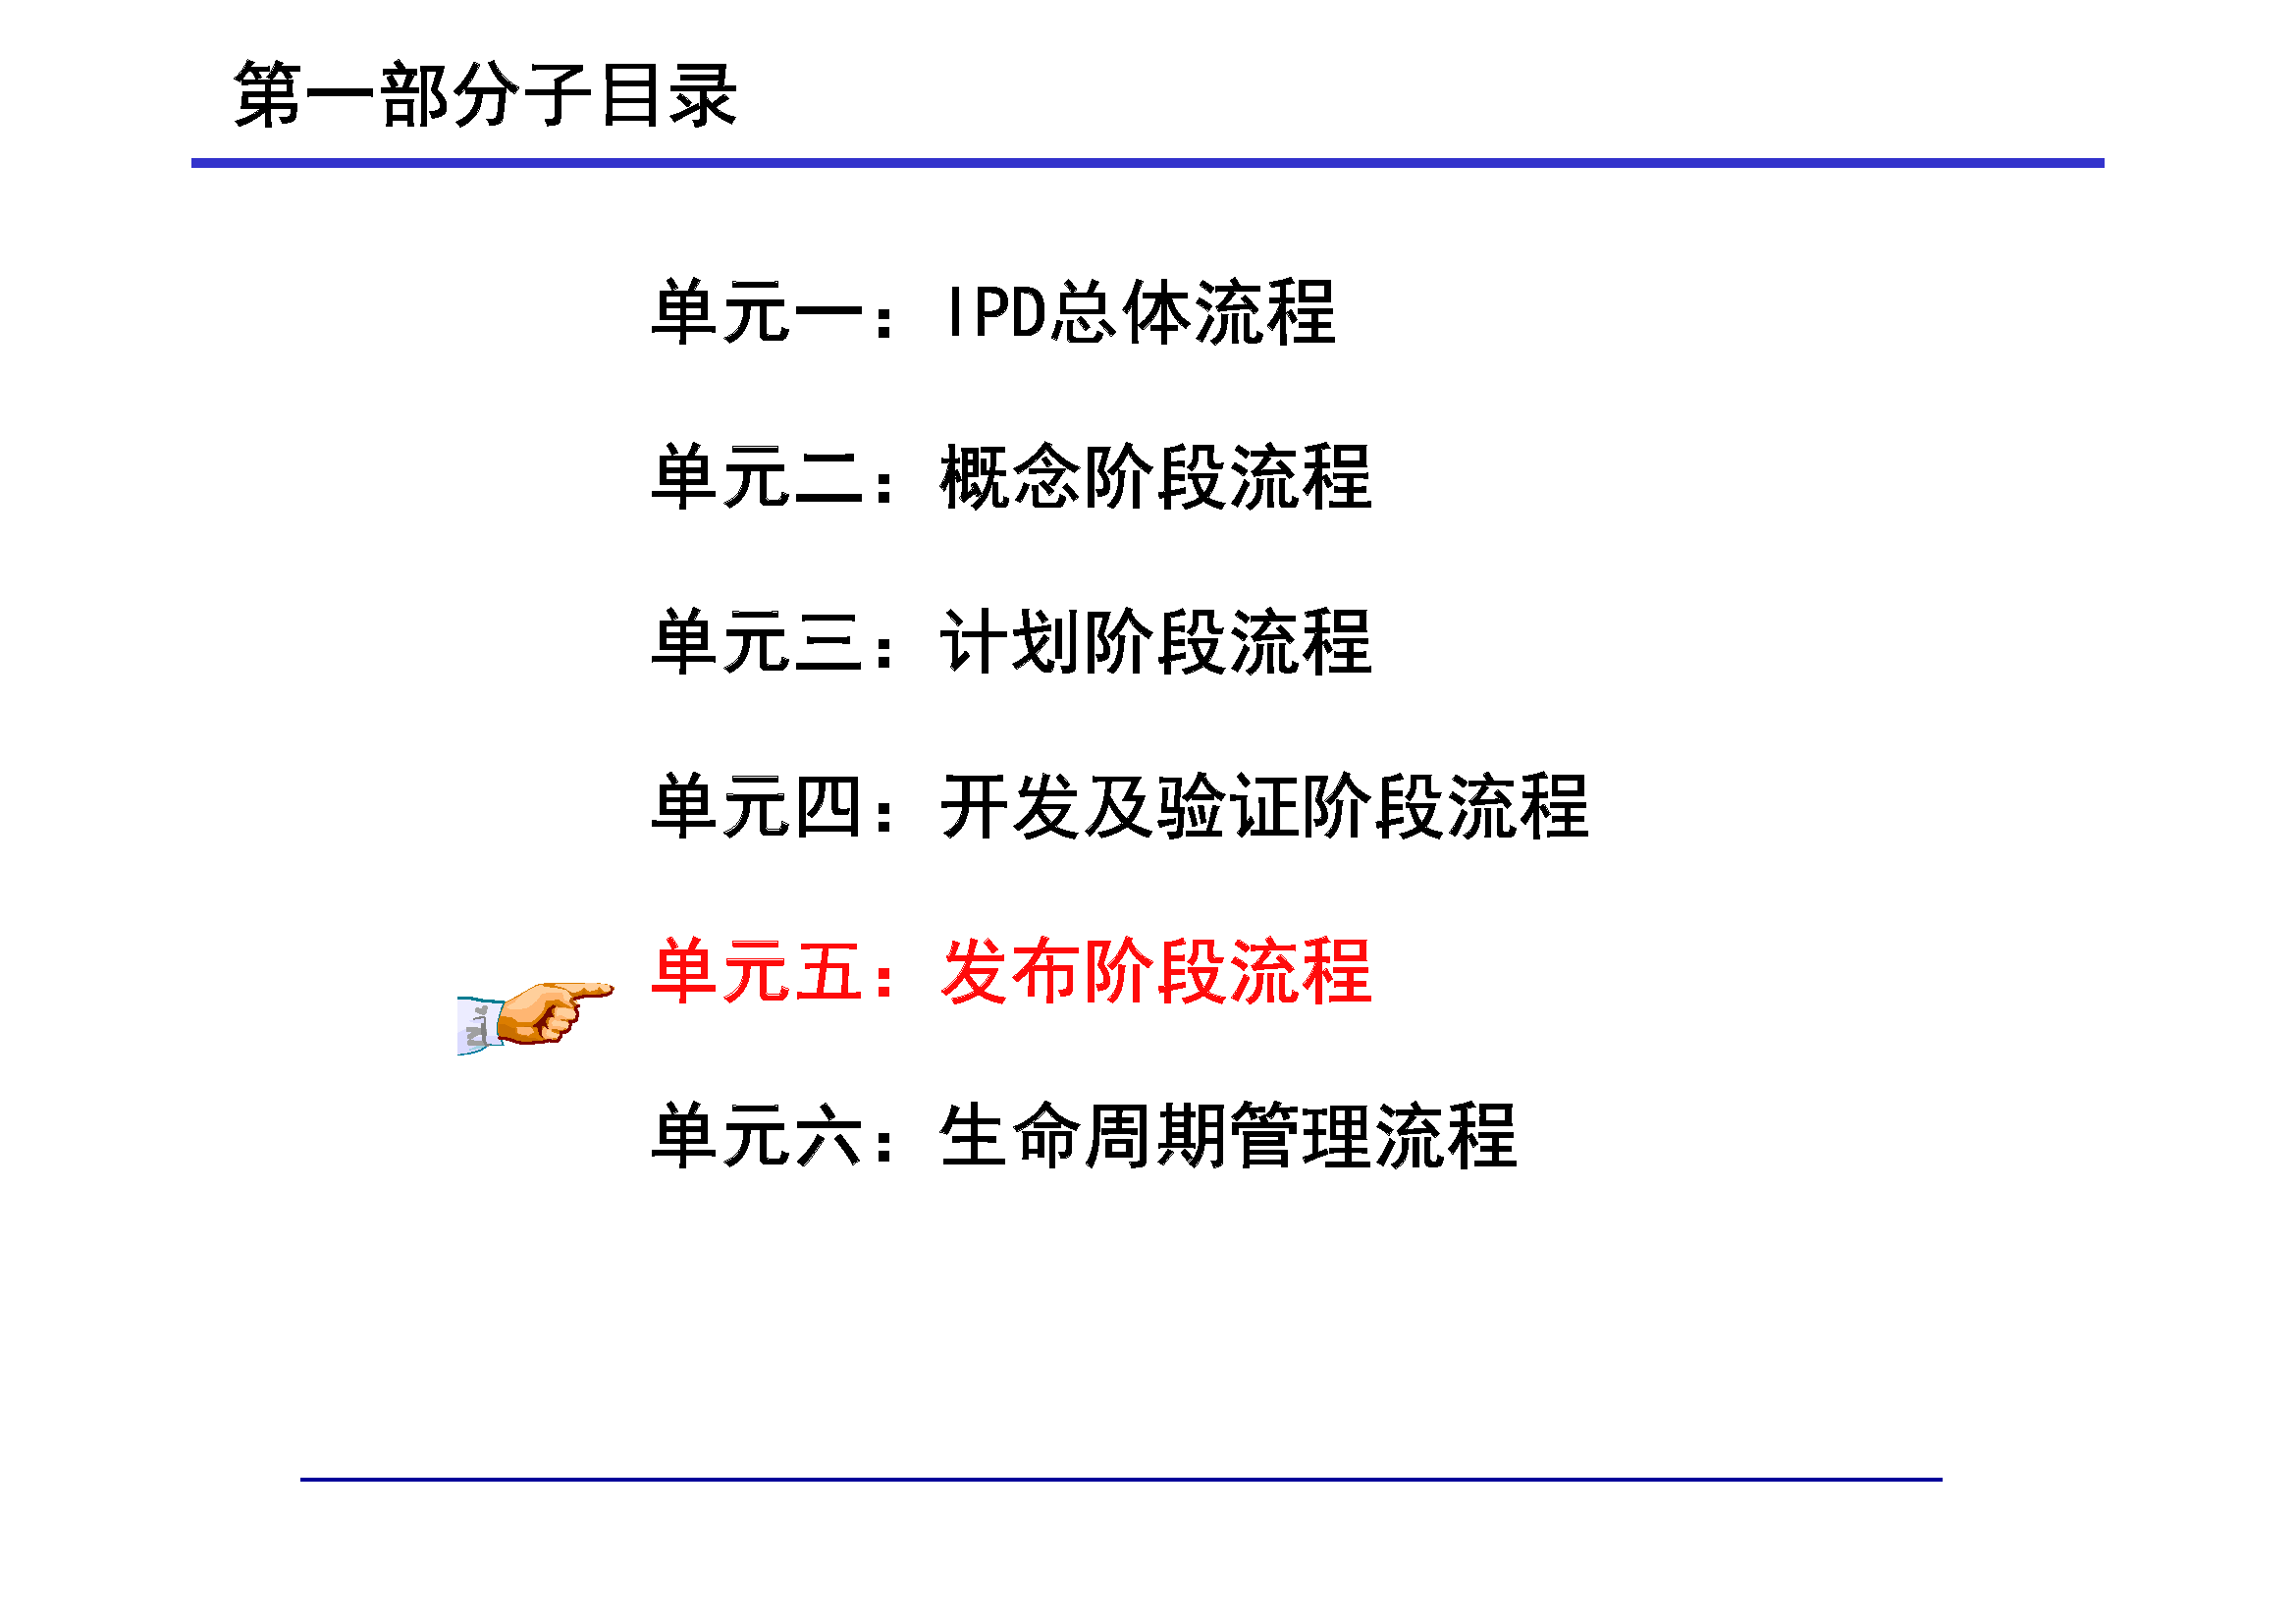 第一部分子目录
单元一：IPD总体流程
单元二：概念阶段流程
单元三：计划阶段流程
单元四：开发及验证阶段流程
单元五：发布阶段流程
单元六：生命周期管理流程